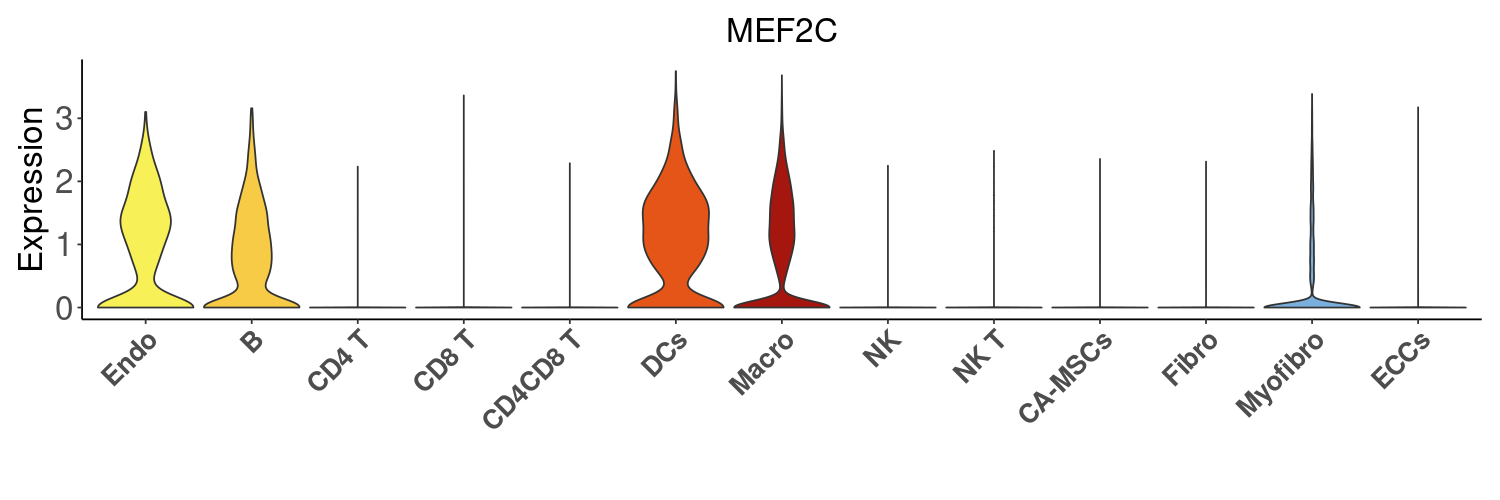 MEF2C
Expression
3
2
1
0
Endo
B
CD4 T
CD8 T
CD4CD8 T
DCs
Macro
NK
NK T
CA-MSCs
Fibro
Myofibro
ECCs